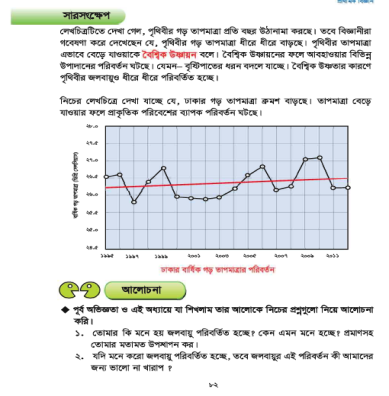 প্রাথমিক বিজ্ঞান
সারসংক্ষেপ
লেখচিত্রটিতে দেখা গেল, পৃথিবীর গড় তাপমাত্রা প্রতি বছর উঠানামা করছে। তবে বিজ্ঞানীরা
গবেষণা করে দেখেছেন যে, পৃথিবীর গড় তাপমাত্রা ধীরে ধীরে বাড়ছে। পৃথিবীর তাপমাত্রা
এভাবে বেড়ে যাওয়াকে বৈশ্বিক উষ্ণায়ন বলে। বৈশ্বিক উষ্ণায়নের ফলে আবহাওয়ার বিভিন্ন
উপাদানের পরিবর্তন ঘটছে। যেমন– বৃষ্টিপাতের ধরন বদলে যাচ্ছে। বৈশ্বিক উষ্ণতার কারণে
পৃথিবীর জলবায়ুও ধীরে ধীরে পরিবর্তিত হচ্ছে।
নিচের লেখচিত্রে দেখা যাচ্ছে যে, ঢাকার গড় তাপমাত্রা ক্রমশ বাড়ছে। তাপমাত্রা বেড়ে
যাওয়ার ফলে প্রাকৃতিক পরিবেশের ব্যাপক পরিবর্তন ঘটছে।
২৮.০
২৭.৫
২৭.০
২৬.৫
২৬.০
২৫.৫
২৫.০
২৪.৫
১৯৯৫ ১৯৯৭ ১৯৯৯ ২০০১ ২০০৩ ২০০৫ ২০০৭ ২০০৯ ২০১১
ঢাকার বার্ষিক গড় তাপমাত্রার পরিবর্তন
আলোচনা
◆ পূর্ব অভিজ্ঞতা ও এই অধ্যায়ে যা শিখলাম তার আলোকে নিচের প্রশ্নগুলো নিয়ে আলোচনা
করি।
১. তোমার কি মনে হয় জলবায়ু পরিবর্তিত হচ্ছে? কেন এমন মনে হচ্ছে? প্রমাণসহ
তোমার মতামত উপস্থাপন কর।
২. যদি মনে করো জলবায়ু পরিবর্তিত হচ্ছে, তবে জলবায়ুর এই পরিবর্তন কী আমাদের
জন্য ভালো না খারাপ ?
৮২